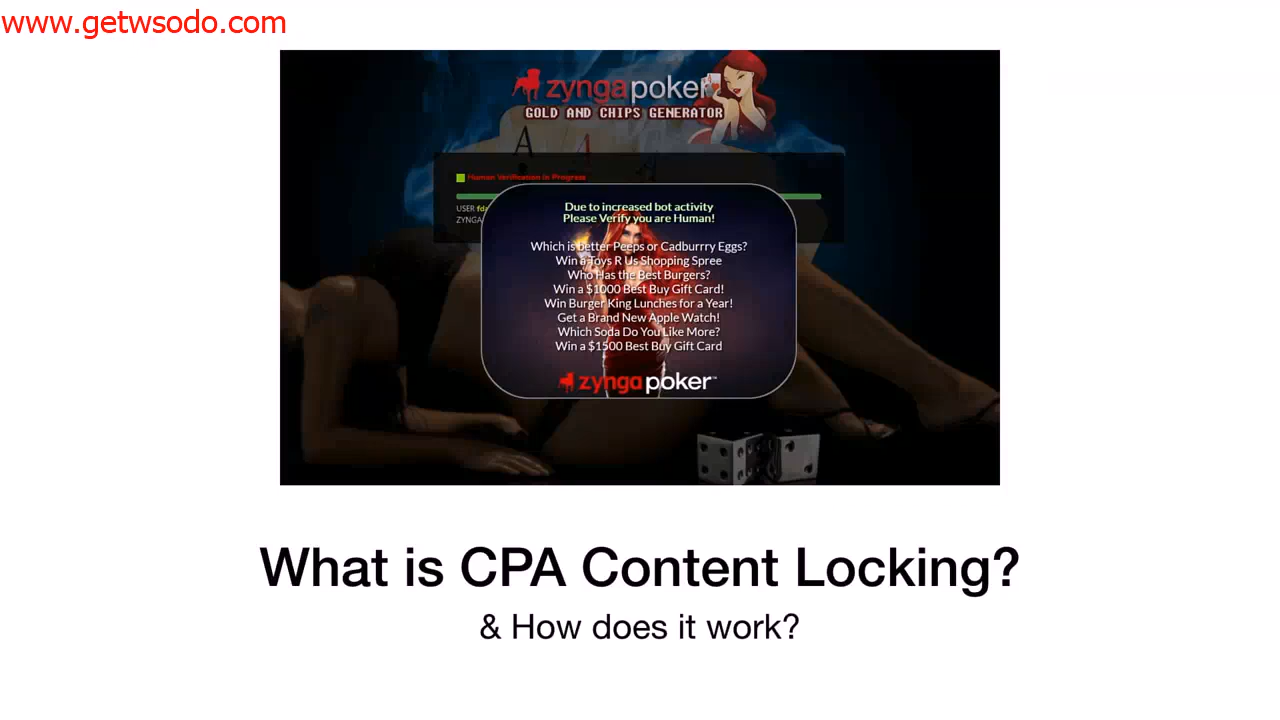 www.getwsodo.com
zyngapoker
GOLD AND CHIPS GENERATOR
Human Verification in Progress
USER
ZYNGA
Due to increased bot activity
Please Verify you are Human!
Which is better Peeps or Cadburrry Eggs?
Win a Toys R Us Shopping Spree
Who Has the Best Burgers?
Win a $1000 Best Buy Gift Card!
Win Burger King Lunches for a Year!
Get a Brand New Apple Watch!
Which Soda Do You Like More?
Win a $1500 Best Buy Gift Card
zyngapoker™
What is CPA Content Locking?
& How does it work?